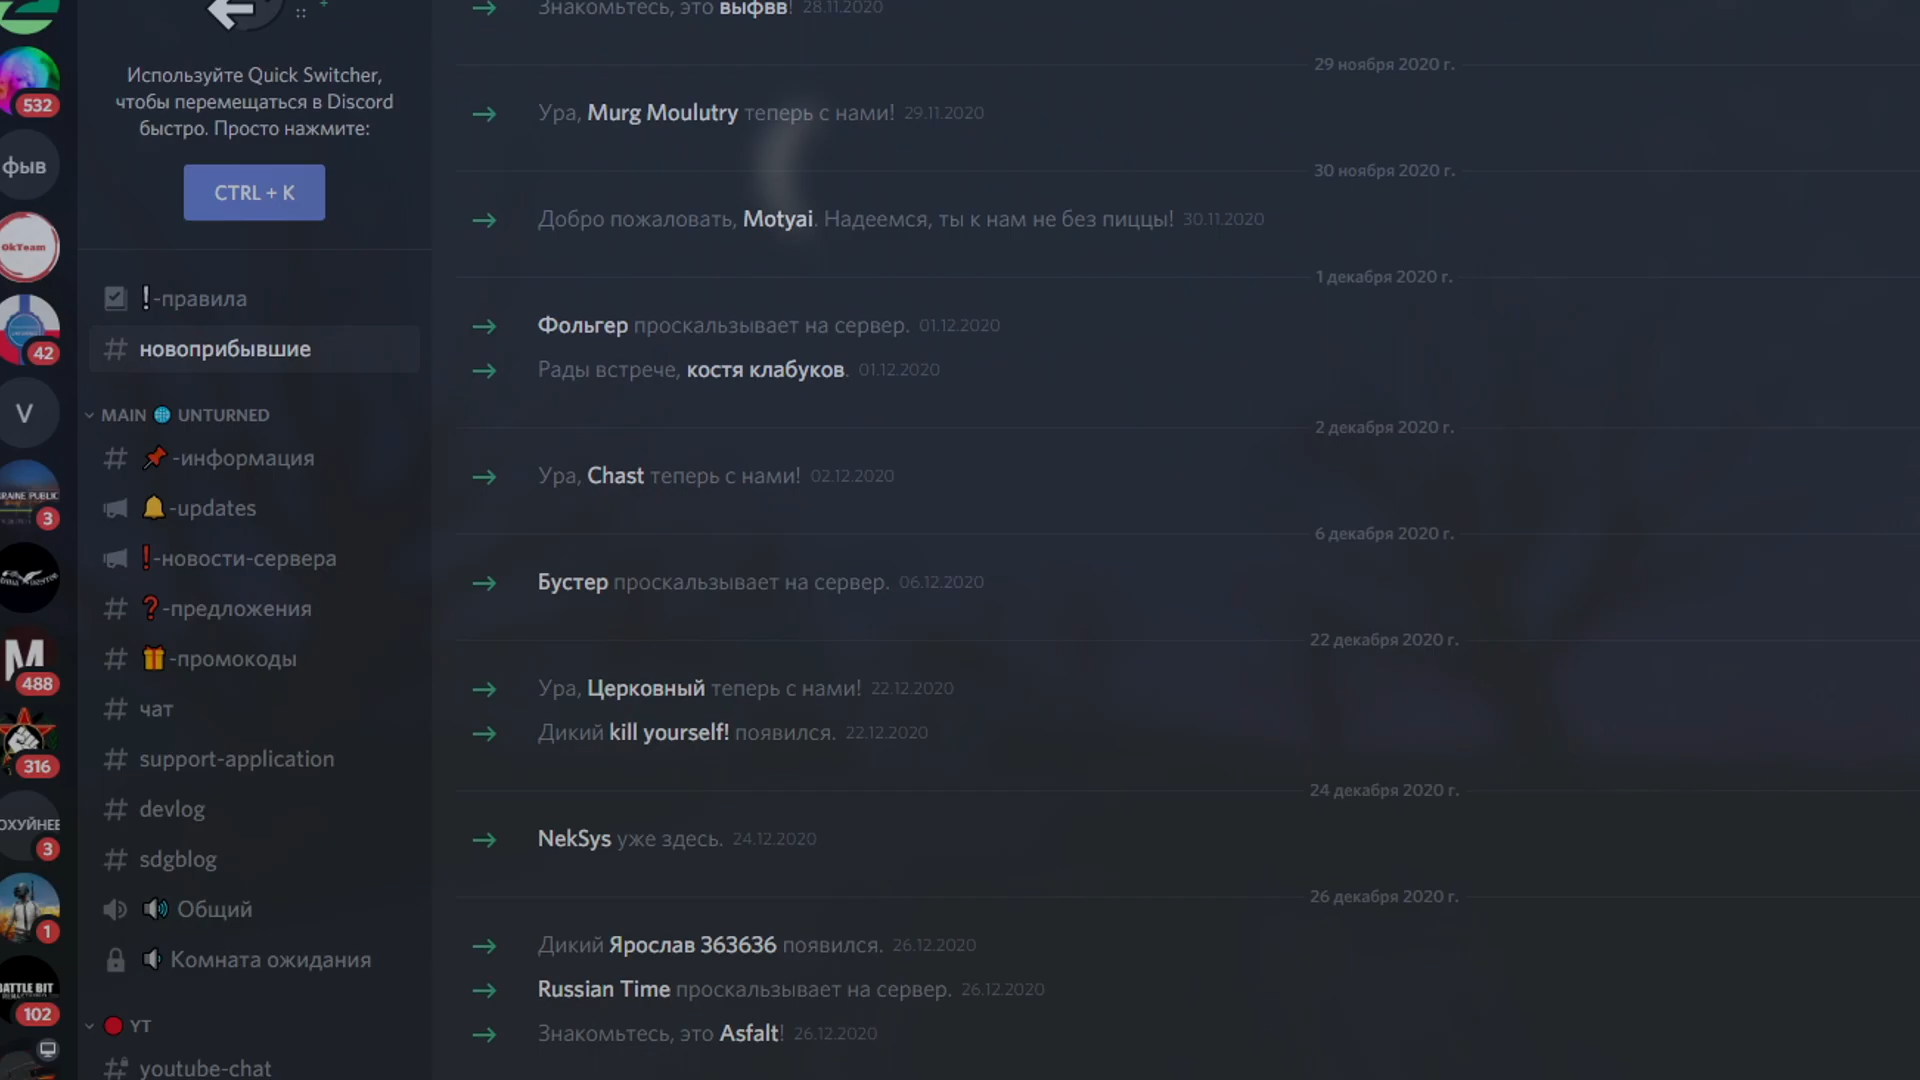 532
фыв
OkTeam
42
V
RAINE PUBLIC
3
M
488
316
ОХУЙНЕЕ
3
1
BATTLE BIT
102
Используйте Quick Switcher,
чтобы перемещаться в Discord
быстро. Просто нажмите:
CTRL + K
❗-правила
новоприбывшие
MAIN 🌐 UNTURNED
📌-информация
🔔-updates
❗-новости-сервера
❓-предложения
🎁-промокоды
чат
support-application
devlog
sdgblog
🔊 Общий
🔈 Комната ожидания
🔴 YT
youtube-chat
Знакомьтесь, это выфвв! 28.11.2020
29 ноября 2020 г.
Ура, Murg Moulutry теперь с нами! 29.11.2020
30 ноября 2020 г.
Добро пожаловать, Motyai. Надеемся, ты к нам не без пиццы! 30.11.2020
1 декабря 2020 г.
Фольгер проскальзывает на сервер. 01.12.2020
Рады встрече, костя клабуков. 01.12.2020
2 декабря 2020 г.
Ура, Chast теперь с нами! 02.12.2020
6 декабря 2020 г.
Бустер проскальзывает на сервер. 06.12.2020
22 декабря 2020 г.
Ура, Церковный теперь с нами! 22.12.2020
Дикий kill yourself! появился. 22.12.2020
24 декабря 2020 г.
NekSys уже здесь. 24.12.2020
26 декабря 2020 г.
Дикий Ярослав 363636 появился. 26.12.2020
Russian Time проскальзывает на сервер. 26.12.2020
Знакомьтесь, это Asfalt! 26.12.2020